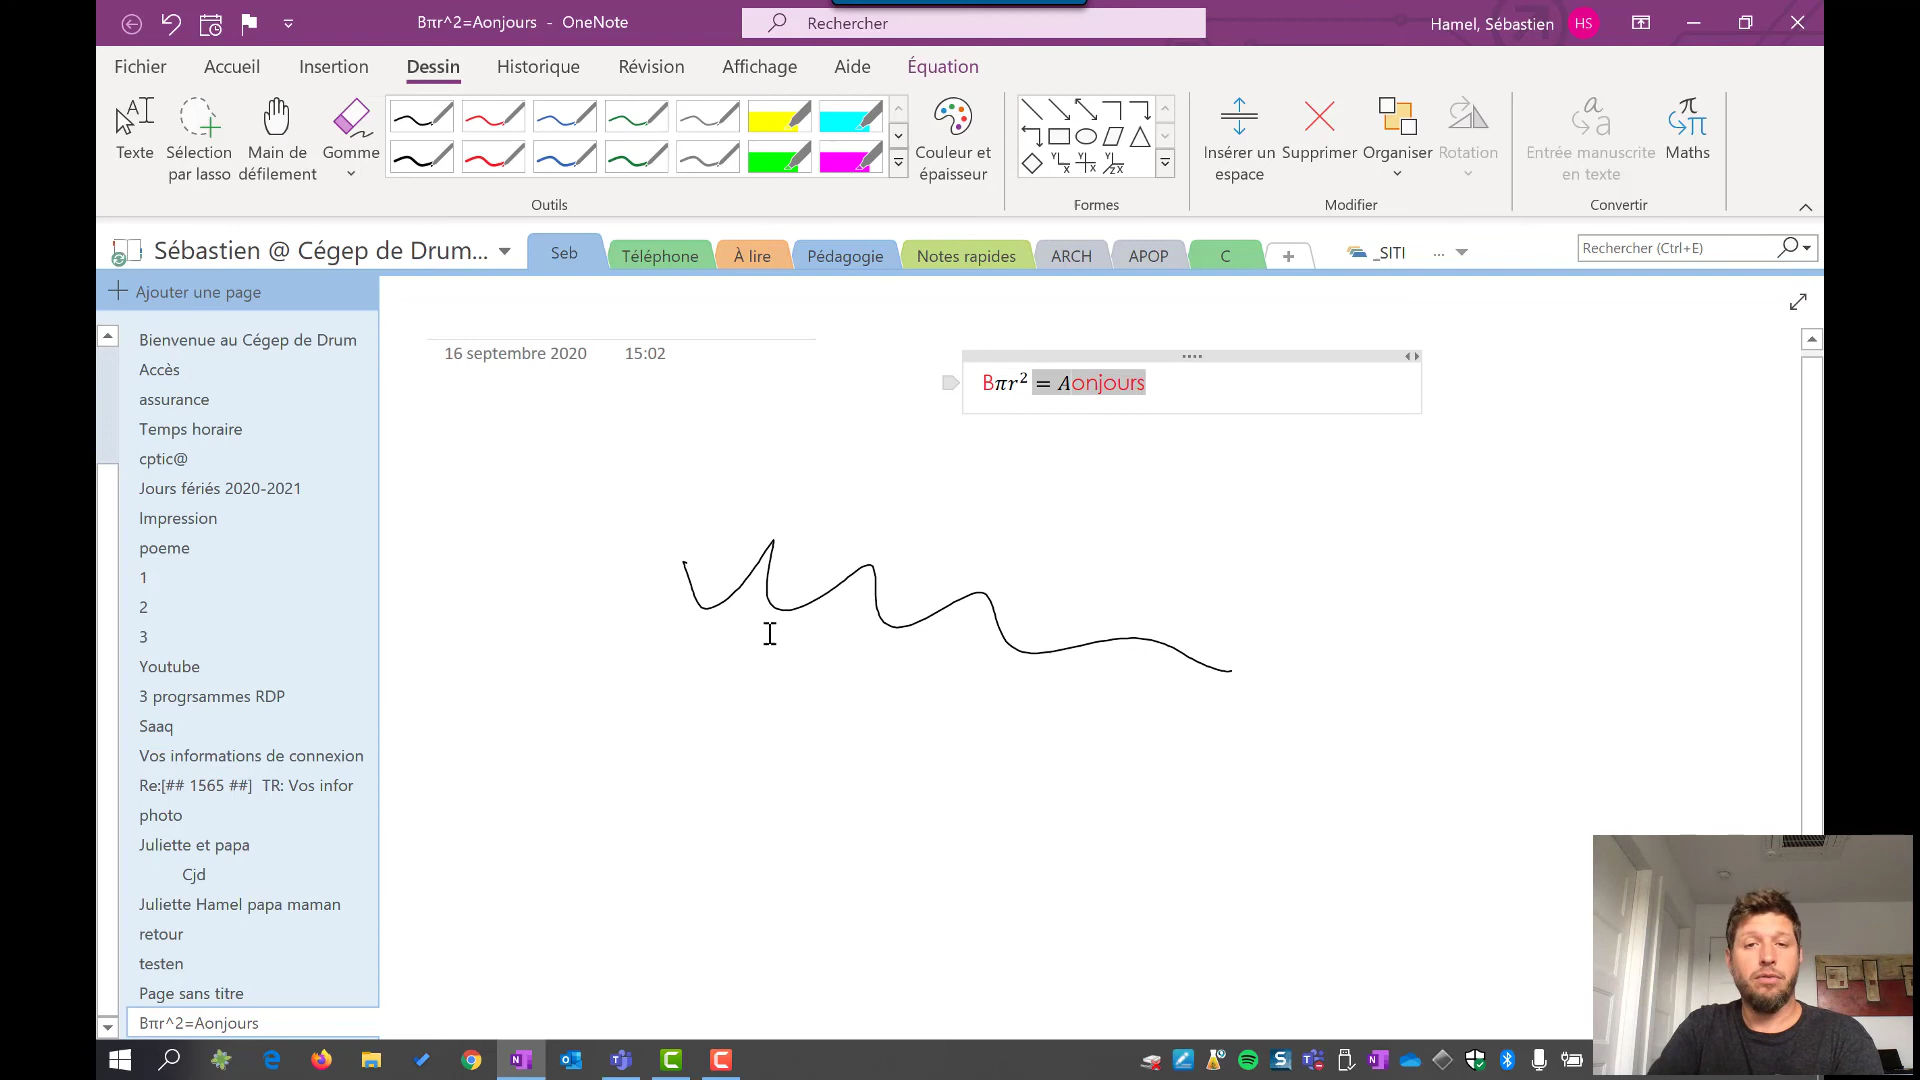 Bπr^2=Aonjours - OneNote
Rechercher
Hamel, Sébastien
HS
Fichier
Accueil
Insertion
Dessin
Historique
Révision
Affichage
Aide
Équation
Texte
Sélection par lasso
Main de défilement
Gomme
Couleur et épaisseur
Insérer un espace
Supprimer
Organiser
Rotation
Entrée manuscrite en texte
Maths
Outils
Formes
Modifier
Convertir
Sébastien @ Cégep de Drum...
Seb
Téléphone
À lire
Pédagogie
Notes rapides
ARCH
APOP
C
_SITI
...
Rechercher (Ctrl+E)
Ajouter une page
Bienvenue au Cégep de Drum
Accès
assurance
Temps horaire
cptic@
Jours fériés 2020-2021
Impression
poeme
1
2
3
Youtube
3 progrsammes RDP
Saaq
Vos informations de connexion
Re:[## 1565 ##] TR: Vos infor
photo
Juliette et papa
Cjd
Juliette Hamel papa maman
retour
testen
Page sans titre
Bπr^2=Aonjours
16 septembre 2020 15:02
Bπr² = Aonjours